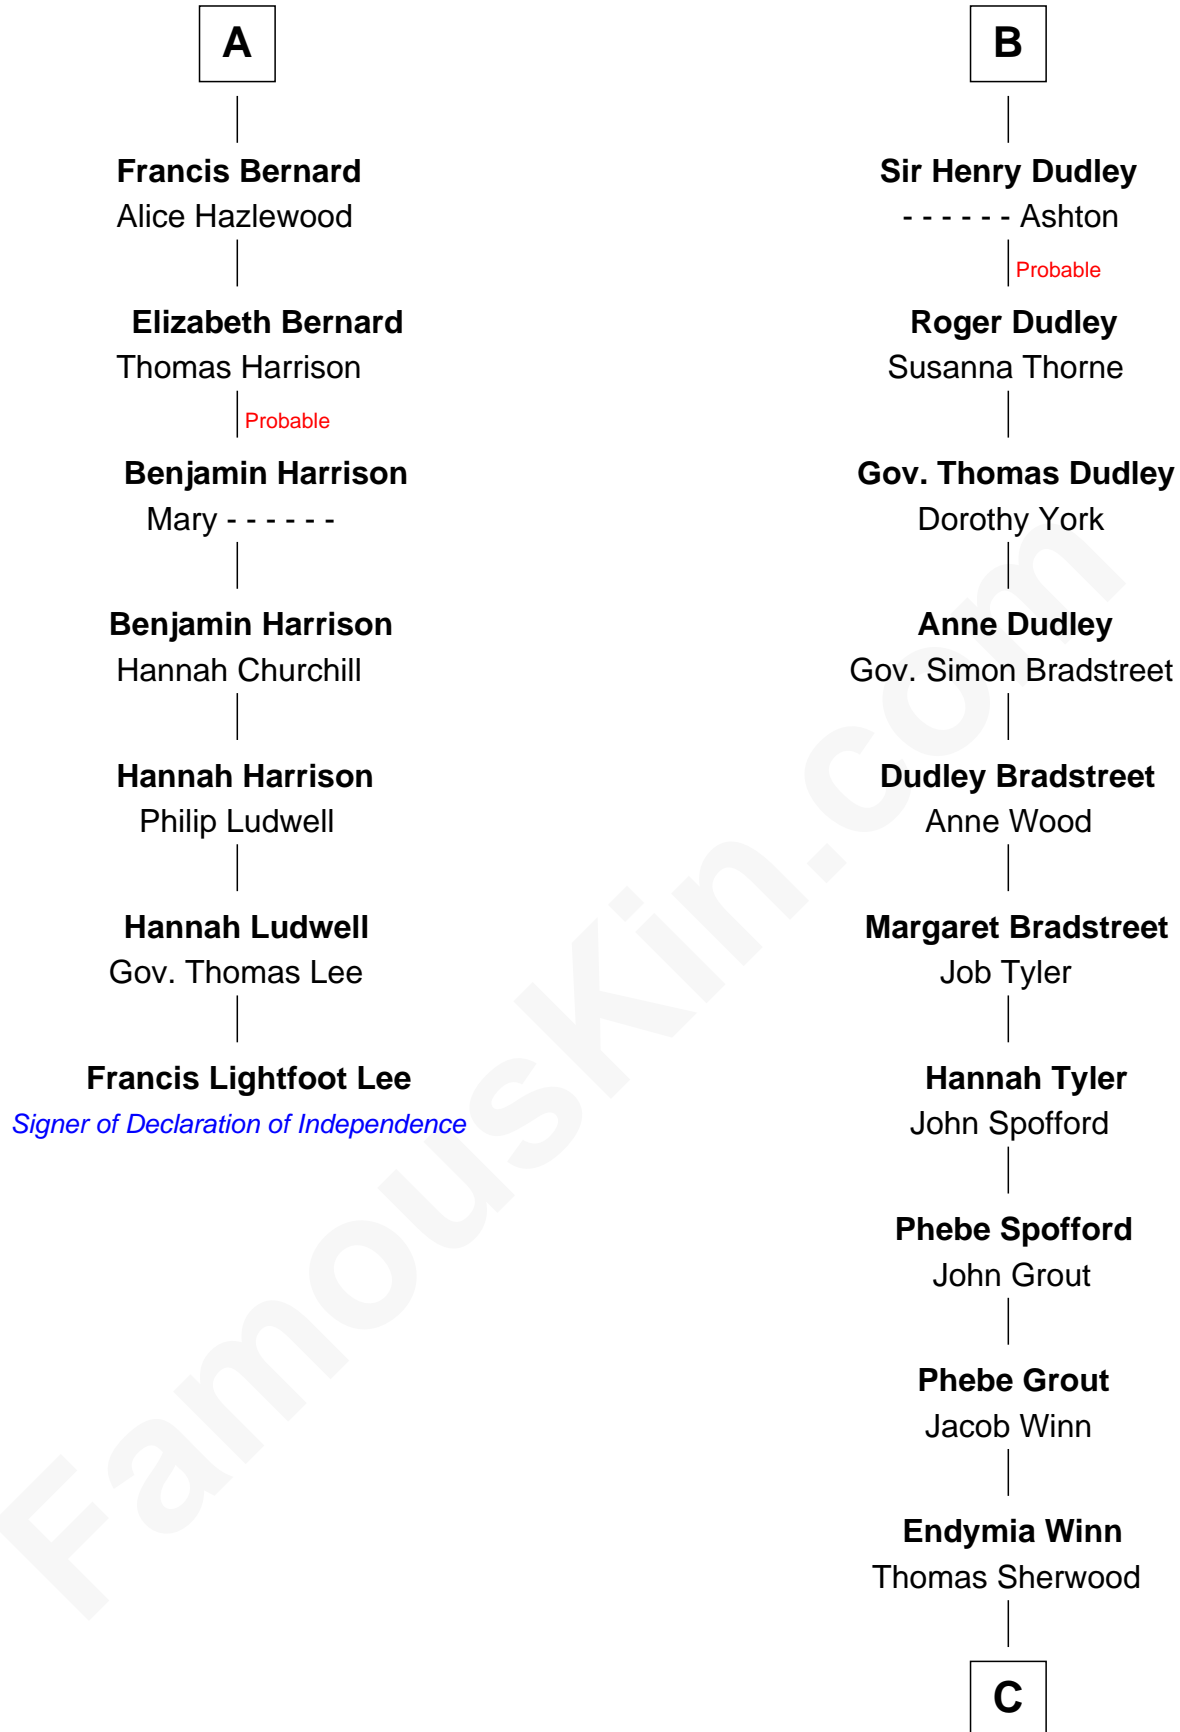 A
Francis Bernard
Alice Hazlewood
Elizabeth Bernard
Thomas Harrison
Probable
Benjamin Harrison
Mary - - - - - -
Benjamin Harrison
Hannah Churchill
Hannah Harrison
Philip Ludwell
Hannah Ludwell
Gov. Thomas Lee
Francis Lightfoot Lee
Signer of Declaration of Independence
B
Sir Henry Dudley
- - - - - - Ashton
Probable
Roger Dudley
Susanna Thorne
Gov. Thomas Dudley
Dorothy York
Anne Dudley
Gov. Simon Bradstreet
Dudley Bradstreet
Anne Wood
Margaret Bradstreet
Job Tyler
Hannah Tyler
John Spofford
Phebe Spofford
John Grout
Phebe Grout
Jacob Winn
Endymia Winn
Thomas Sherwood
C
FamousKin.com